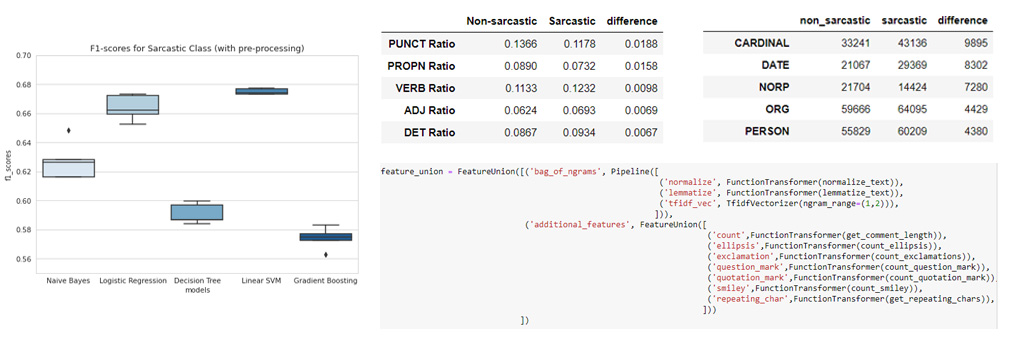 F1-scores for Sarcastic Class (with pre-processing)
f1_scores
0.70
0.68
0.66
0.64
0.62
0.60
0.58
0.56
Naive Bayes Logistic Regression Decision Tree Linear SVM Gradient Boosting
models
Non-sarcastic Sarcastic difference
PUNCT Ratio 0.1366 0.1178 0.0188
PROPN Ratio 0.0890 0.0732 0.0158
VERB Ratio 0.1133 0.1232 0.0098
ADJ Ratio 0.0624 0.0693 0.0069
DET Ratio 0.0867 0.0934 0.0067
non_sarcastic sarcastic difference
CARDINAL 33241 43136 9895
DATE 21067 29369 8302
NORP 21704 14424 7280
ORG 59666 64095 4429
PERSON 55829 60209 4380
feature_union = FeatureUnion([('bag_of_ngrams', Pipeline([
('normalize', FunctionTransformer(normalize_text)),
('lemmatize', FunctionTransformer(lemmatize_text)),
('tfidf_vec', TfidfVectorizer(ngram_range=(1,2))),
])),
('additional_features', FeatureUnion([
('count',FunctionTransformer(get_comment_length)),
('ellipsis',FunctionTransformer(count_ellipsis)),
('exclamation',FunctionTransformer(count_exclamations)),
('question_mark',FunctionTransformer(count_question_mark)),
('quotation_mark',FunctionTransformer(count_quotation_mark)),
('smiley',FunctionTransformer(count_smiley)),
('repeating_char',FunctionTransformer(get_repeating_chars)),
]))
])